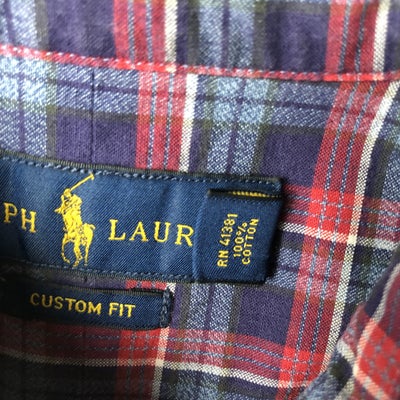 PH LAUR
RN 41381
100%
COTTON
CUSTOM FIT